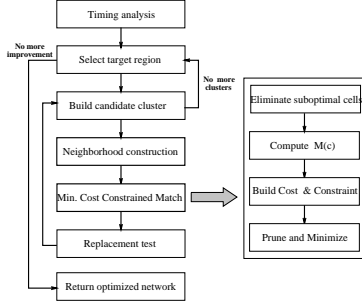 Timing analysis
No more
improvement
Select target region
No more
clusters
Build candidate cluster
Eliminate suboptimal cells
Neighborhood construction
Compute M(c)
Min. Cost Constrained Match
Build Cost & Constraint
Replacement test
Prune and Minimize
Return optimized network